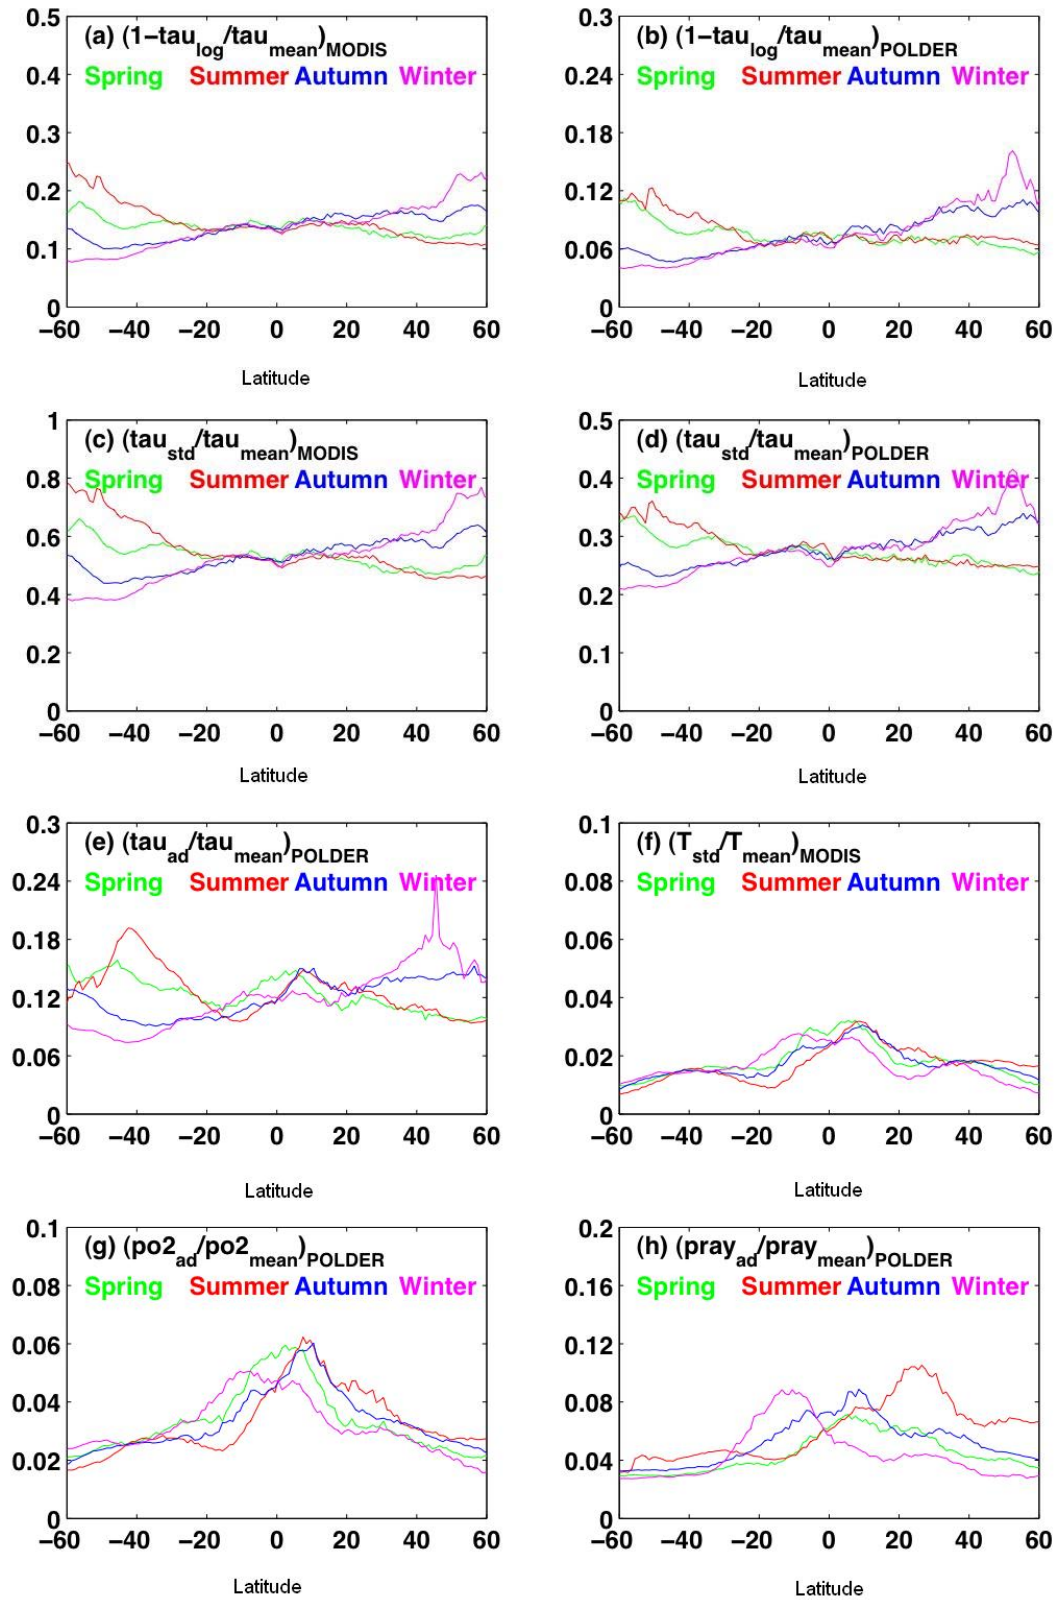 0.5
(a) (1−tau_log/tau_mean)_MODIS
Spring Summer Autumn Winter
0.4
0.3
0.2
0.1
0
−60 −40 −20 0 20 40 60
Latitude
0.3
(b) (1−tau_log/tau_mean)_POLDER
Spring Summer Autumn Winter
0.24
0.18
0.12
0.06
0
−60 −40 −20 0 20 40 60
Latitude
1
(c) (tau_std/tau_mean)_MODIS
Spring Summer Autumn Winter
0.8
0.6
0.4
0.2
0
−60 −40 −20 0 20 40 60
Latitude
0.5
(d) (tau_std/tau_mean)_POLDER
Spring Summer Autumn Winter
0.4
0.3
0.2
0.1
0
−60 −40 −20 0 20 40 60
Latitude
0.3
(e) (tau_ad/tau_mean)_POLDER
Spring Summer Autumn Winter
0.24
0.18
0.12
0.06
0
−60 −40 −20 0 20 40 60
Latitude
0.1
(f) (T_std/T_mean)_MODIS
Spring Summer Autumn Winter
0.08
0.06
0.04
0.02
0
−60 −40 −20 0 20 40 60
Latitude
0.1
(g) (po2_ad/po2_mean)_POLDER
Spring Summer Autumn Winter
0.08
0.06
0.04
0.02
0
−60 −40 −20 0 20 40 60
Latitude
0.2
(h) (pray_ad/pray_mean)_POLDER
Spring Summer Autumn Winter
0.16
0.12
0.08
0.04
0
−60 −40 −20 0 20 40 60
Latitude